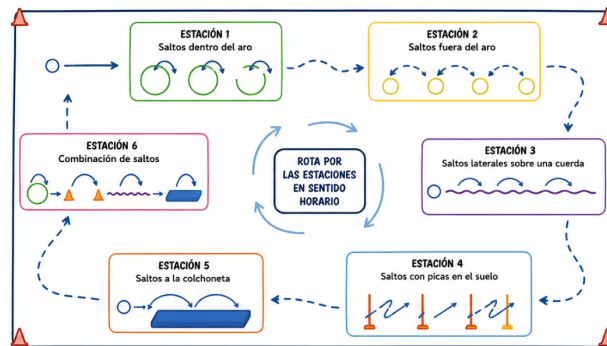 ESTACIÓN 1
Saltos dentro del aro
ESTACIÓN 2
Saltos fuera del aro
ESTACIÓN 6
Combinación de saltos
ROTA POR
LAS ESTACIONES
EN SENTIDO
HORARIO
ESTACIÓN 3
Saltos laterales sobre una cuerda
ESTACIÓN 5
Saltos a la colchoneta
ESTACIÓN 4
Saltos con picas en el suelo